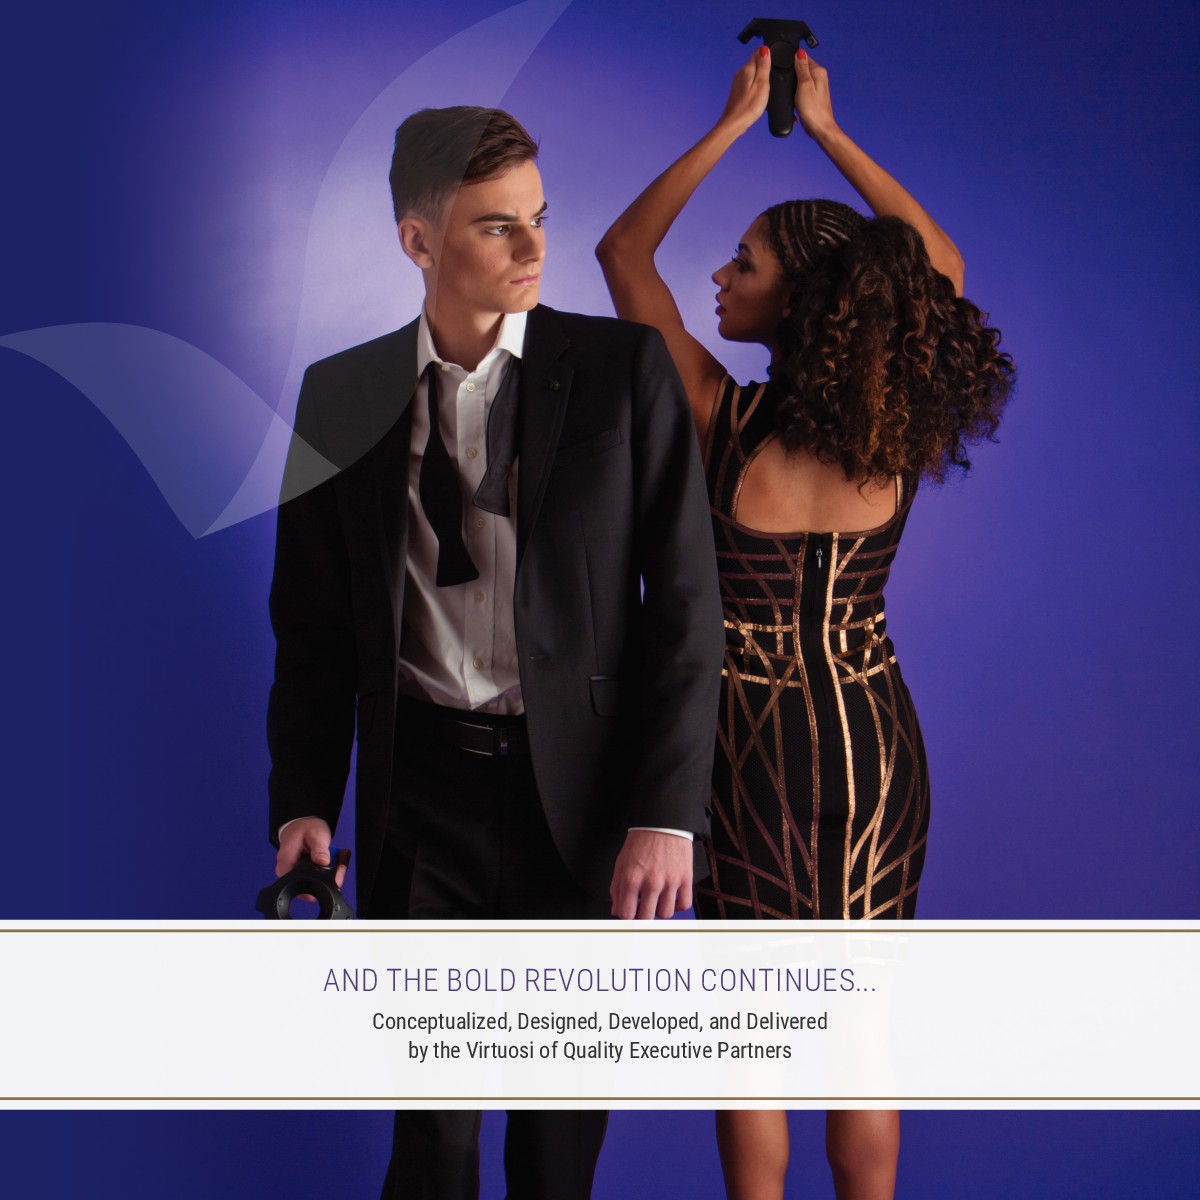 AND THE BOLD REVOLUTION CONTINUES...
Conceptualized, Designed, Developed, and Delivered
by the Virtuosi of Quality Executive Partners